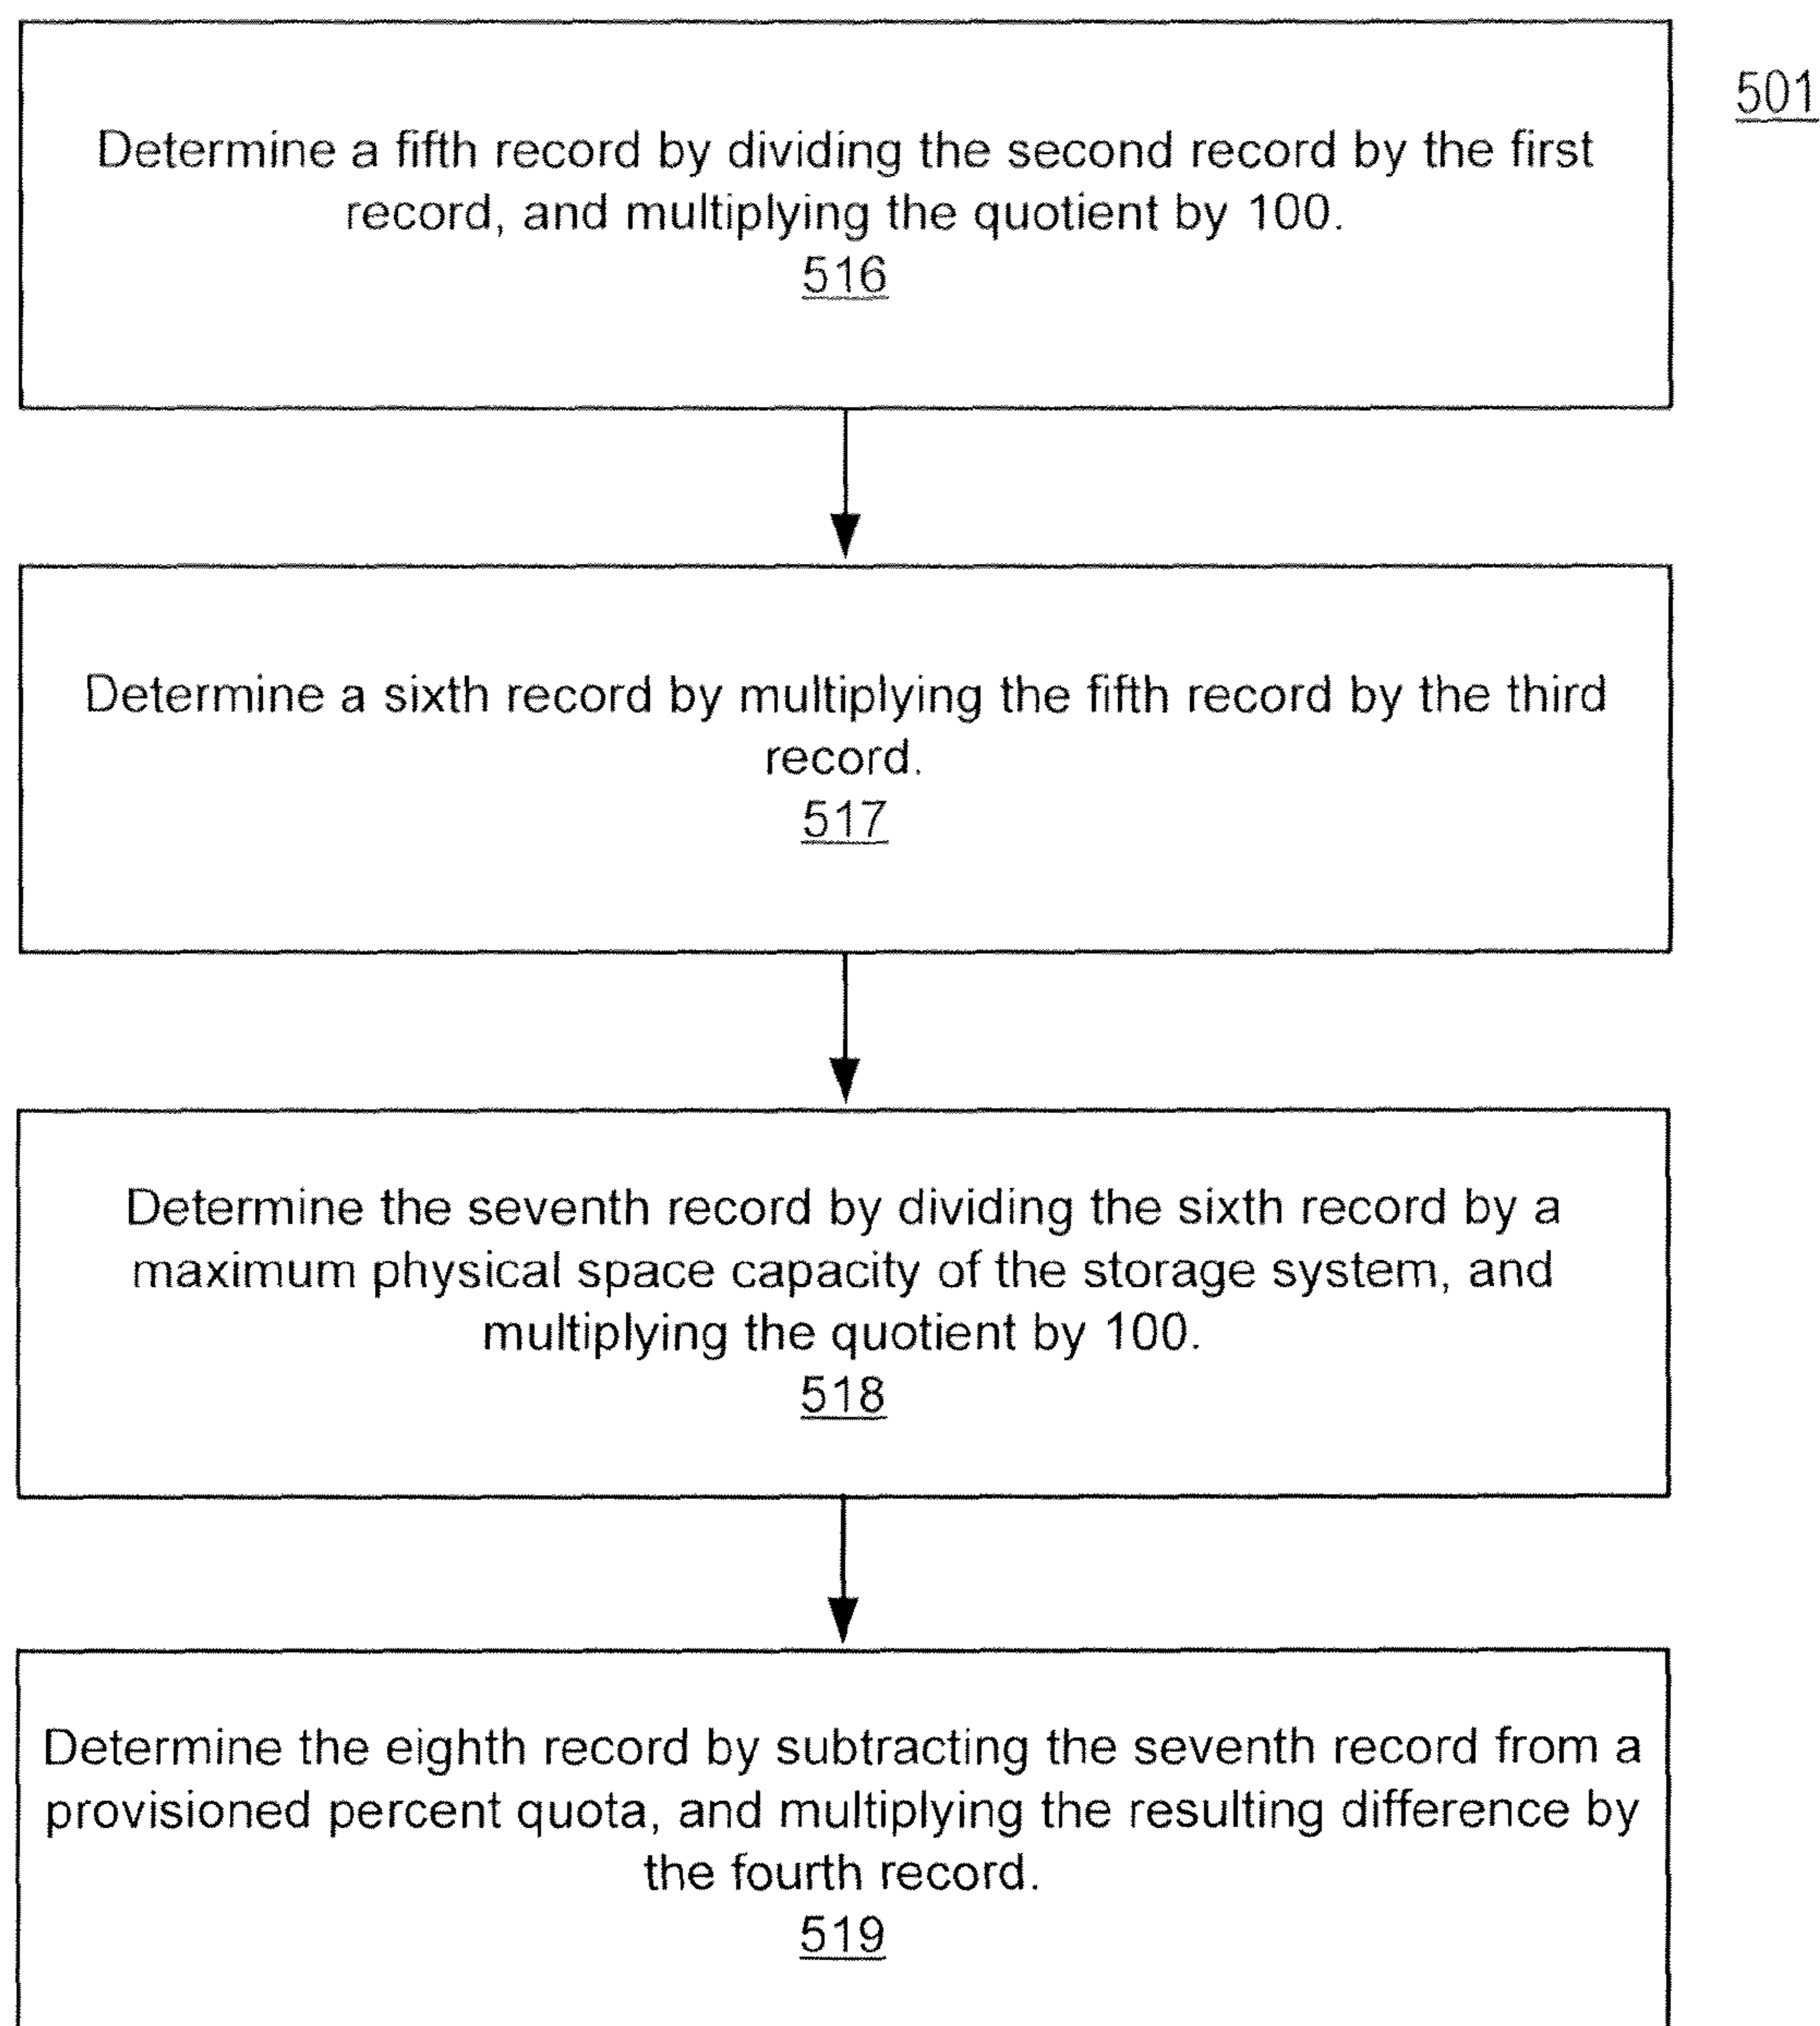 501
Determine a fifth record by dividing the second record by the first
record, and multiplying the quotient by 100.
516
Determine a sixth record by multiplying the fifth record by the third
record.
517
Determine the seventh record by dividing the sixth record by a
maximum physical space capacity of the storage system, and
multiplying the quotient by 100.
518
Determine the eighth record by subtracting the seventh record from a
provisioned percent quota, and multiplying the resulting difference by
the fourth record.
519